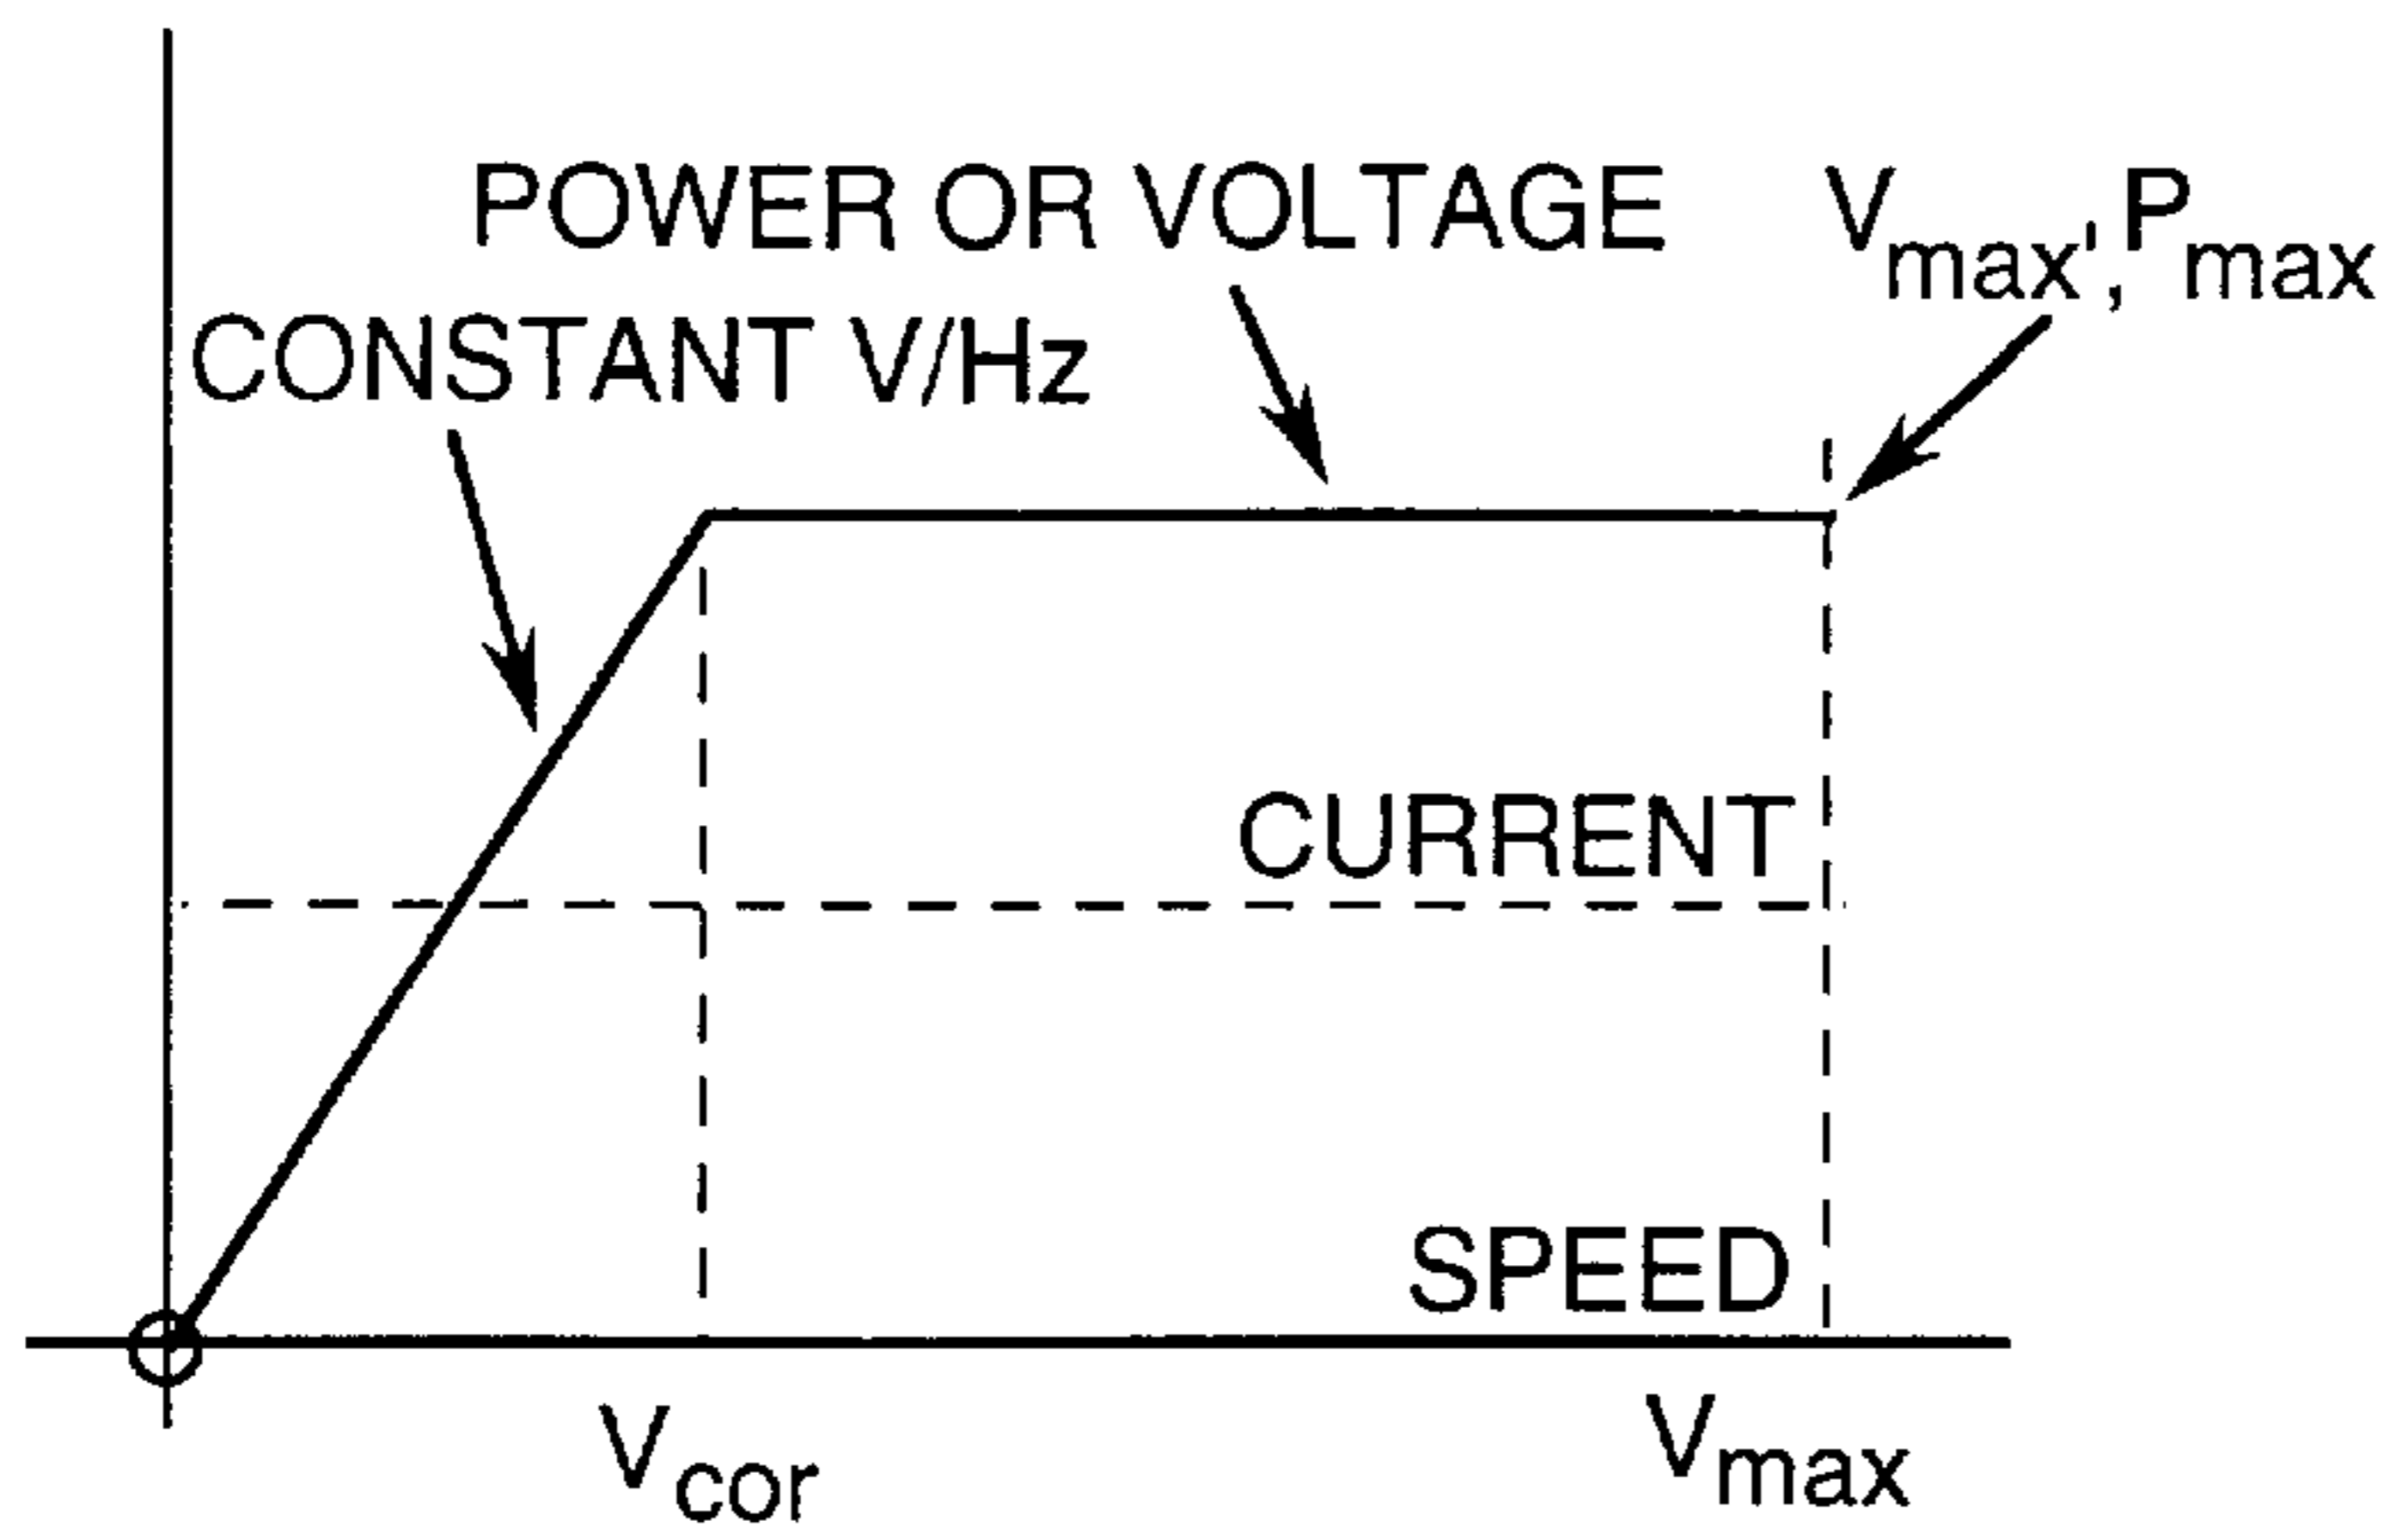 POWER OR VOLTAGE
Vmax', Pmax
CONSTANT V/Hz
CURRENT
SPEED
Vcor
Vmax